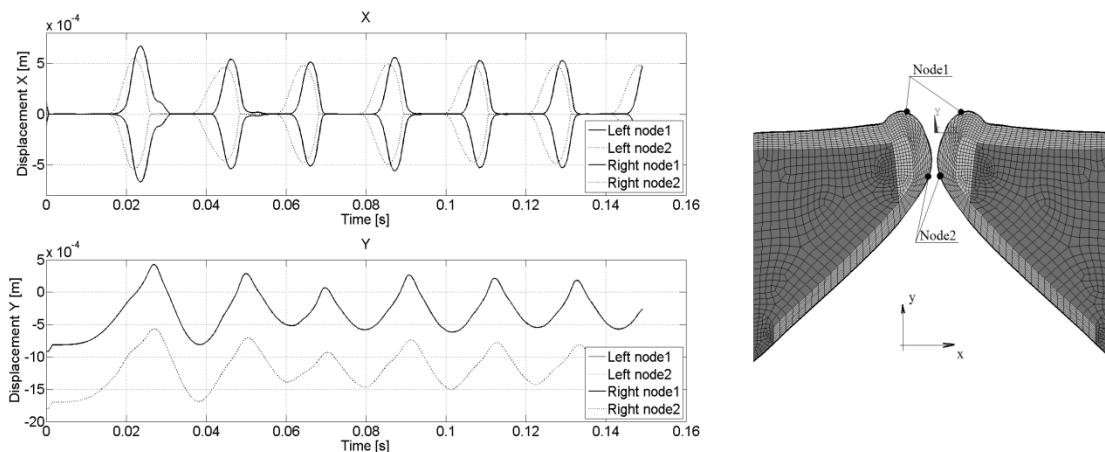 x 10⁻⁴
X
Displacement X [m]
5
0
-5
Left node1
Left node2
Right node1
Right node2
0
0.02
0.04
0.06
0.08
0.1
0.12
0.14
0.16
Time [s]
x 10⁻⁴
Y
Displacement Y [m]
5
0
-5
-10
-15
-20
Left node1
Left node2
Right node1
Right node2
0
0.02
0.04
0.06
0.08
0.1
0.12
0.14
0.16
Time [s]
Node1
Y
Node2
y
x